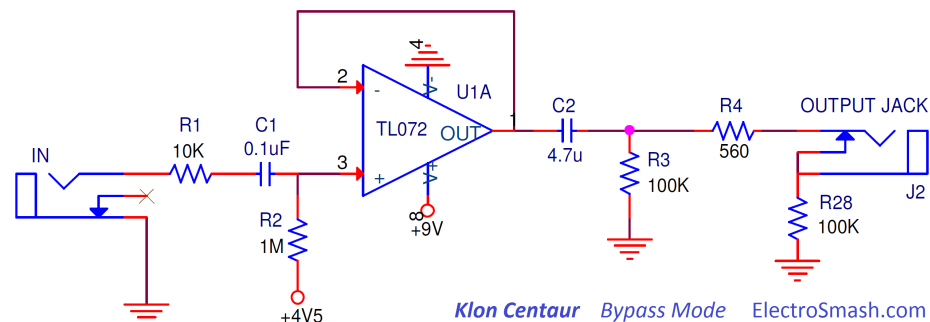 IN
R1
10K
C1
0.1uF
R2
1M
+4V5
2
3
-
+
4
V-
U1A
TL072
OUT
1
V+
8
+9V
C2
4.7u
R3
100K
R4
560
OUTPUT JACK
J2
R28
100K
Klon Centaur Bypass Mode ElectroSmash.com